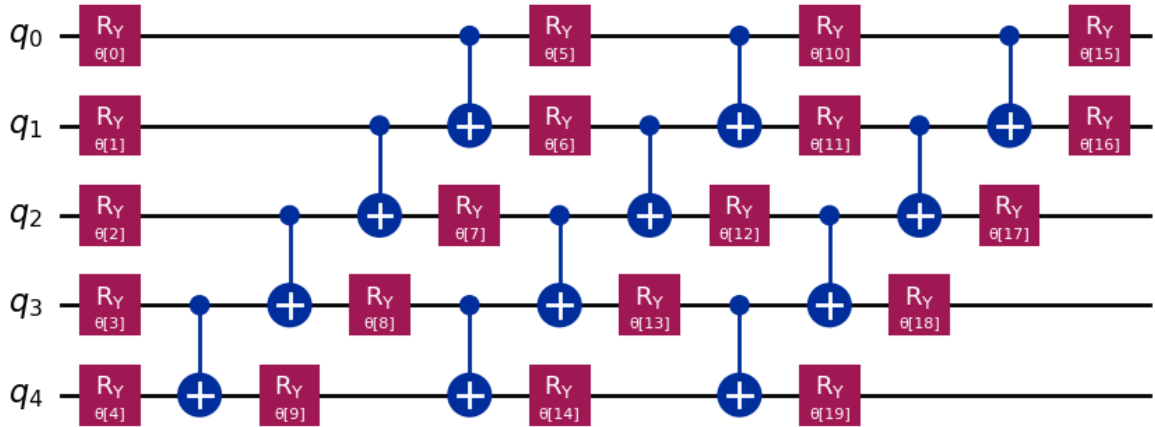 q0 RY θ[0] RY θ[5] RY θ[10] RY θ[15]
q1 RY θ[1] RY θ[6] RY θ[11] RY θ[16]
q2 RY θ[2] RY θ[7] RY θ[12] RY θ[17]
q3 RY θ[3] RY θ[8] RY θ[13] RY θ[18]
q4 RY θ[4] RY θ[9] RY θ[14] RY θ[19]